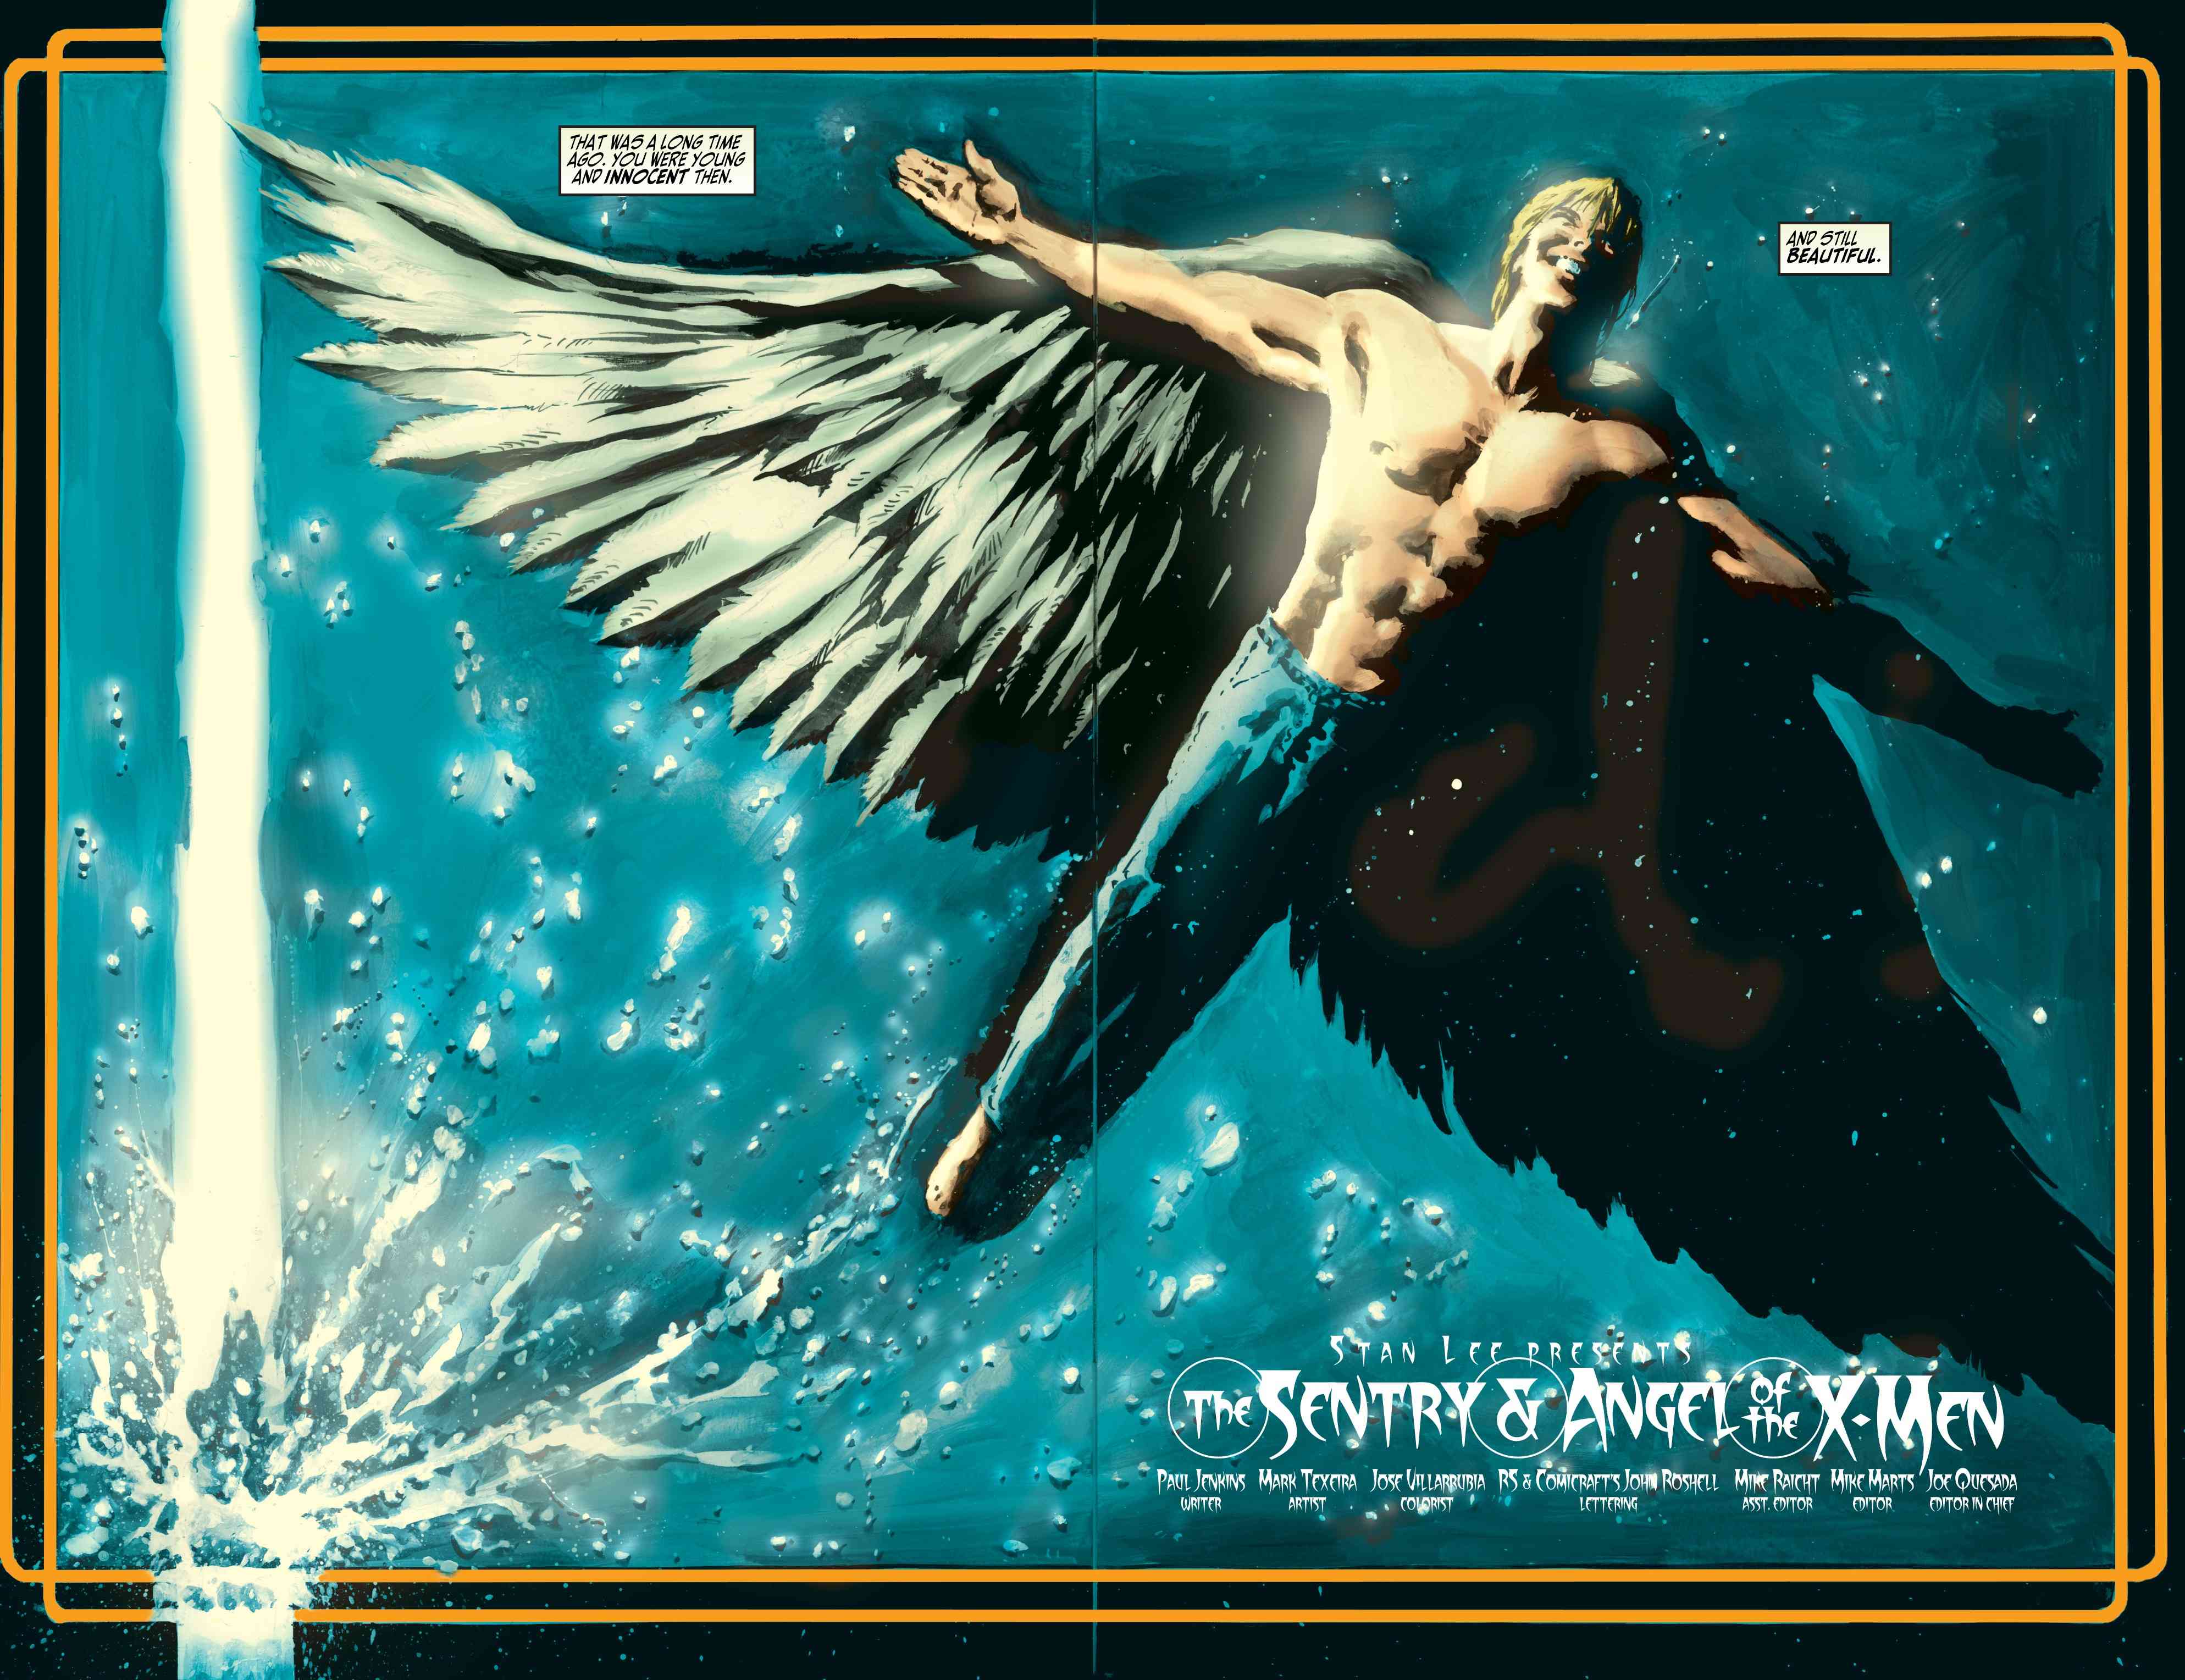 THAT WAS A LONG TIME
AGO. YOU WERE YOUNG
AND INNOCENT THEN.
AND STILL
BEAUTIFUL.
STAN LEE PRESENTS
THE SENTRY & ANGEL of the X-MEN
PAUL JENKINS MARK TEXEIRA JOSE VILLARRUBIA RS & COMICRAFT'S JOHN ROSHELL MIKE RAICHT MIKE MARTS JOE QUESADA
WRITER ARTIST COLORIST LETTERING ASST. EDITOR EDITOR EDITOR IN CHIEF